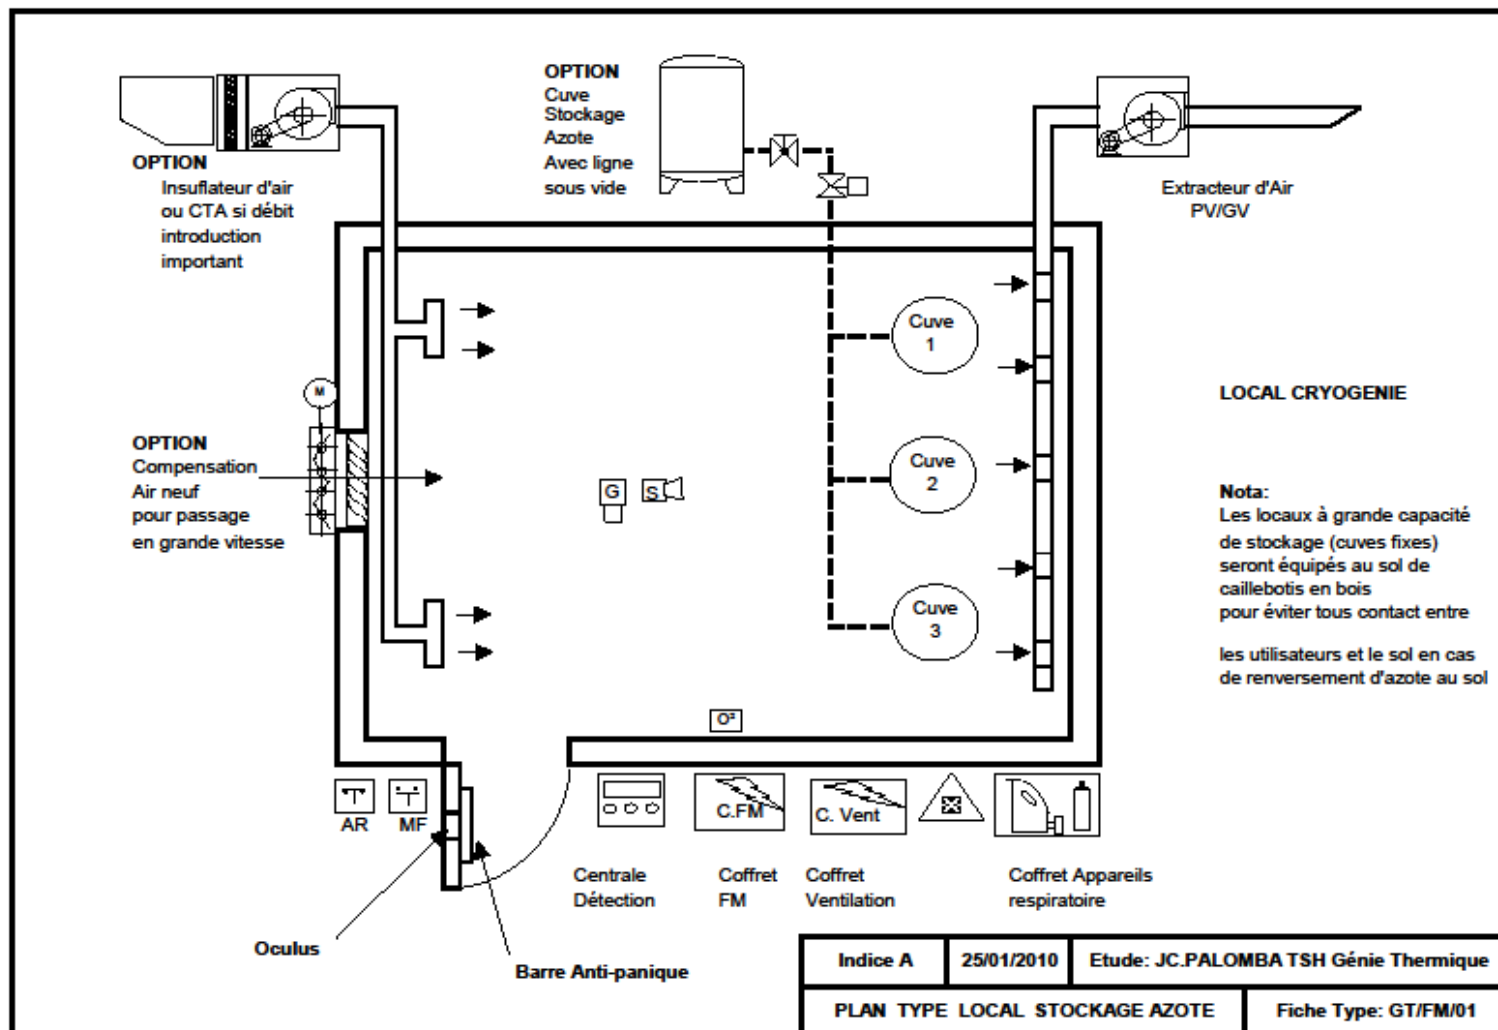 OPTION
Insuflateur d'air
ou CTA si débit
introduction
important
OPTION
Cuve
Stockage
Azote
Avec ligne
sous vide
Extracteur d'Air
PV/GV
M
OPTION
Compensation
Air neuf
pour passage
en grande vitesse
G
S
Cuve
1
Cuve
2
Cuve
3
LOCAL CRYOGENIE
Nota:
Les locaux à grande capacité
de stockage (cuves fixes)
seront équipés au sol de
caillebotis en bois
pour éviter tous contact entre
les utilisateurs et le sol en cas
de renversement d'azote au sol
O²
AR
MF
C.FM
C. Vent
Centrale
Détection
Coffret
FM
Coffret
Ventilation
Coffret Appareils
respiratoire
Oculus
Barre Anti-panique
Indice A
25/01/2010
Etude: JC.PALOMBA TSH Génie Thermique
PLAN TYPE LOCAL STOCKAGE AZOTE
Fiche Type: GT/FM/01